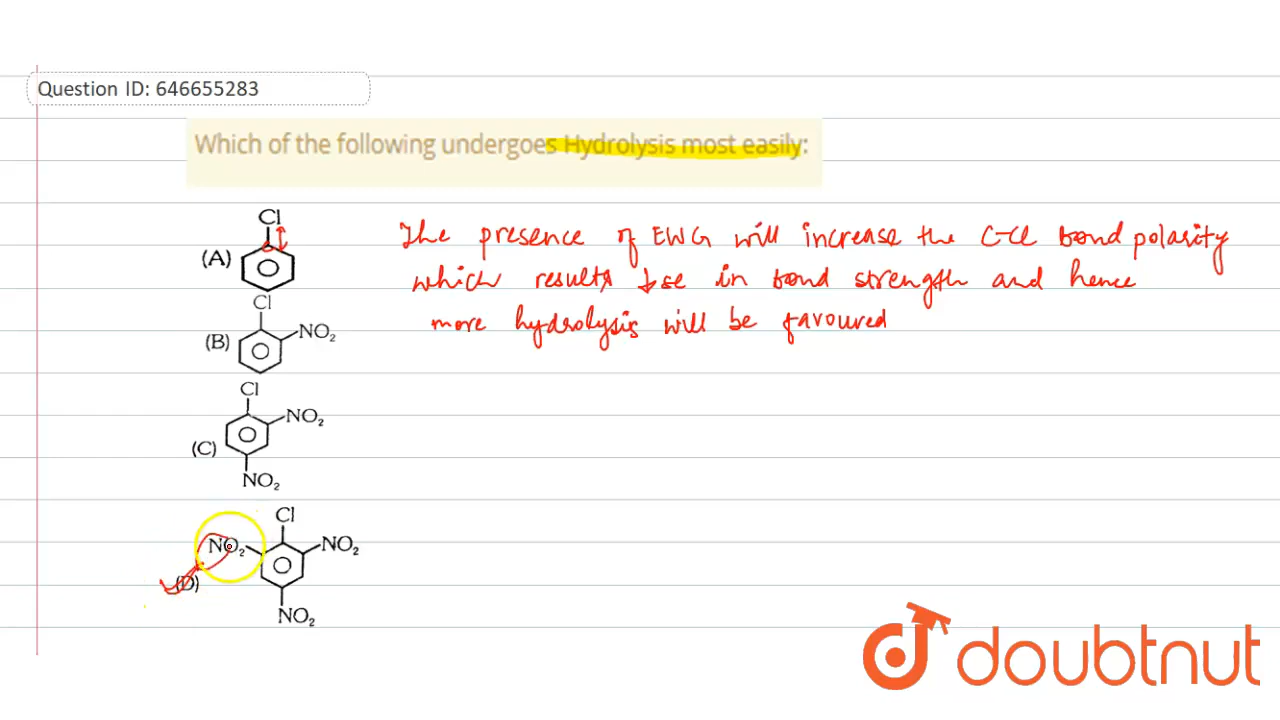 Question ID: 646655283
Which of the following undergoes Hydrolysis most easily:
Cl
(A)
The presence of EWG will increase the C-Cl bond polarity
which results ↓se in bond strength and hence
more hydrolysis will be favoured
Cl
NO₂
(B)
Cl
NO₂
(C)
NO₂
Cl
NO₂ NO₂
(D)
NO₂
doubtnut